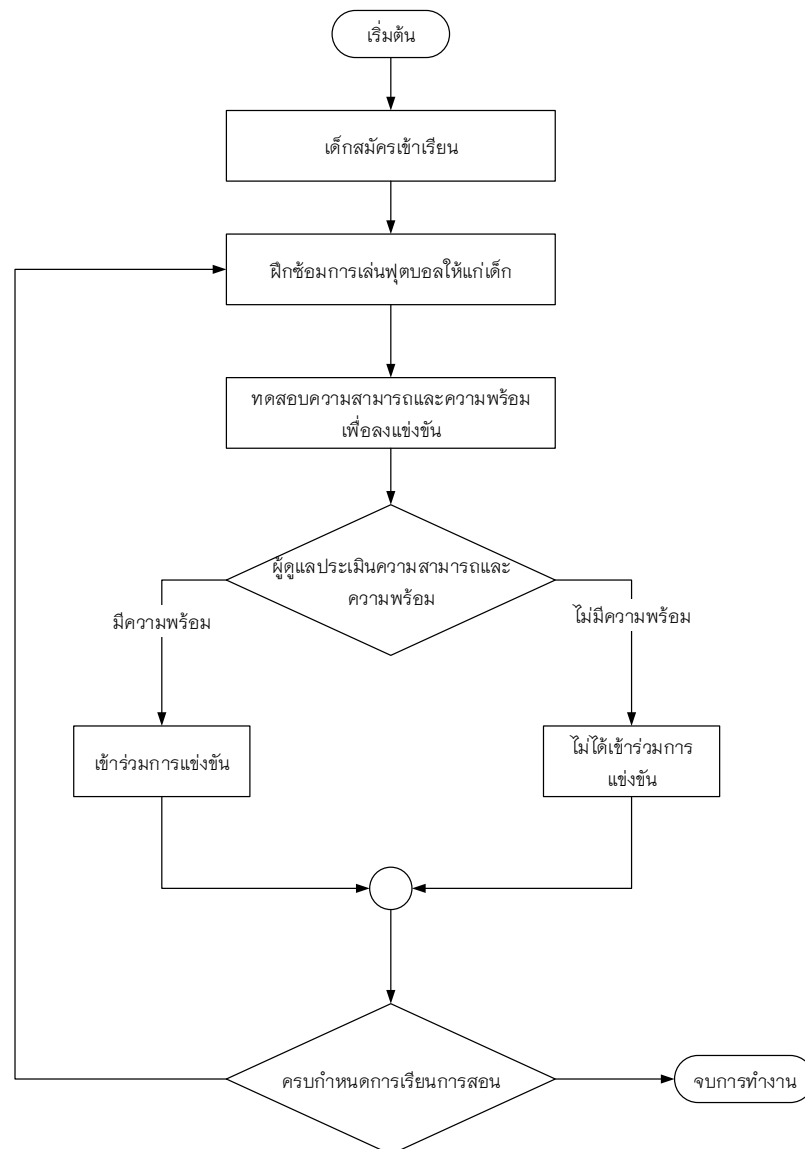 เริ่มต้น
เด็กสมัครเข้าเรียน
ฝึกซ้อมการเล่นฟุตบอลให้แก่เด็ก
ทดสอบความสามารถและความพร้อม
เพื่อลงแข่งขัน
ผู้ดูแลประเมินความสามารถและ
ความพร้อม
มีความพร้อม
ไม่มีความพร้อม
เข้าร่วมการแข่งขัน
ไม่ได้เข้าร่วมการ
แข่งขัน
ครบกำหนดการเรียนการสอน
จบการทำงาน